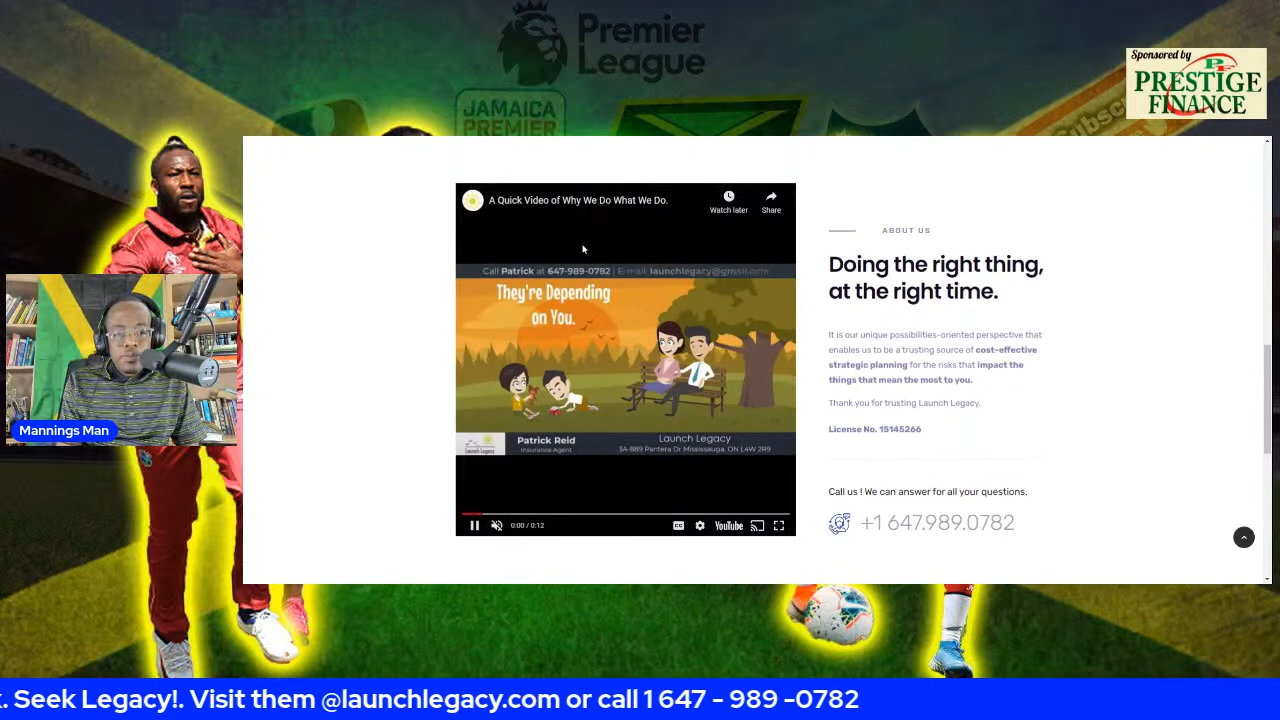 Premier
League
JAMAICA
PREMIER
Subsc
Sponsored by
PRESTIGE
FINANCE
A Quick Video of Why We Do What We Do.
Watch later
Share
Call Patrick at 647-989-0782 | E-mail: launchlegacy@gmail.com
They're Depending
on You.
Launch Legacy
Patrick Reid
Insurance Agent
Launch Legacy
3A-889 Pantera Dr Mississauga, ON L4W 2R9
0:00 / 0:12
CC
YouTube
ABOUT US
Doing the right thing,
at the right time.
It is our unique possibilities-oriented perspective that
enables us to be a trusting source of cost-effective
strategic planning for the risks that impact the
things that mean the most to you.
Thank you for trusting Launch Legacy.
License No. 15145266
Call us ! We can answer for all your questions.
+1 647.989.0782
Mannings Man
. Seek Legacy!. Visit them @launchlegacy.com or call 1 647 - 989 -0782